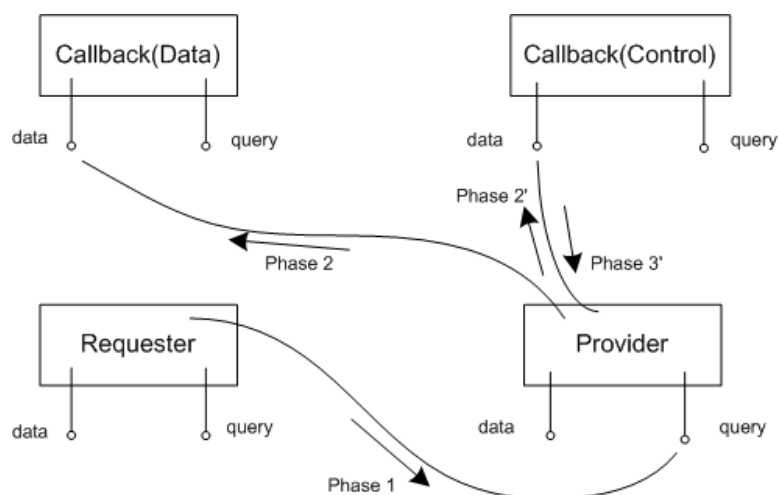 Callback(Data)
Callback(Control)
data
query
data
query
Phase 2'
Phase 2
Phase 3'
Requester
Provider
data
query
data
query
Phase 1